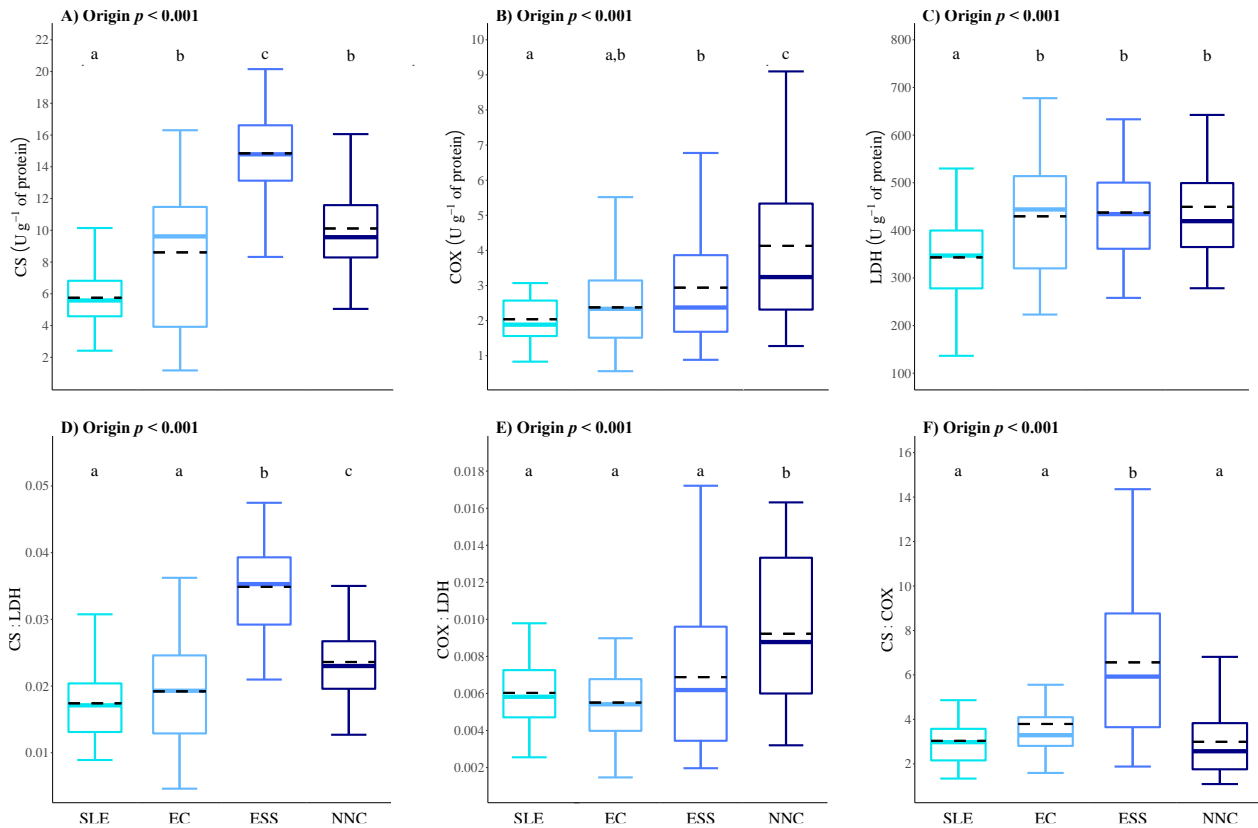 A) Origin p < 0.001
22
20
18
16
14
12
10
8
6
4
2
CS (U g⁻¹ of protein)
a
b
c
b
B) Origin p < 0.001
10
9
8
7
6
5
4
3
2
1
COX (U g⁻¹ of protein)
a
a,b
b
c
C) Origin p < 0.001
800
700
600
500
400
300
200
100
LDH (U g⁻¹ of protein)
a
b
b
b
D) Origin p < 0.001
0.05
0.04
0.03
0.02
0.01
CS : LDH
a
a
b
c
SLE
EC
ESS
NNC
E) Origin p < 0.001
0.018
0.016
0.014
0.012
0.010
0.008
0.006
0.004
0.002
COX : LDH
a
a
a
b
SLE
EC
ESS
NNC
F) Origin p < 0.001
16
14
12
10
8
6
4
2
CS : COX
a
a
b
a
SLE
EC
ESS
NNC